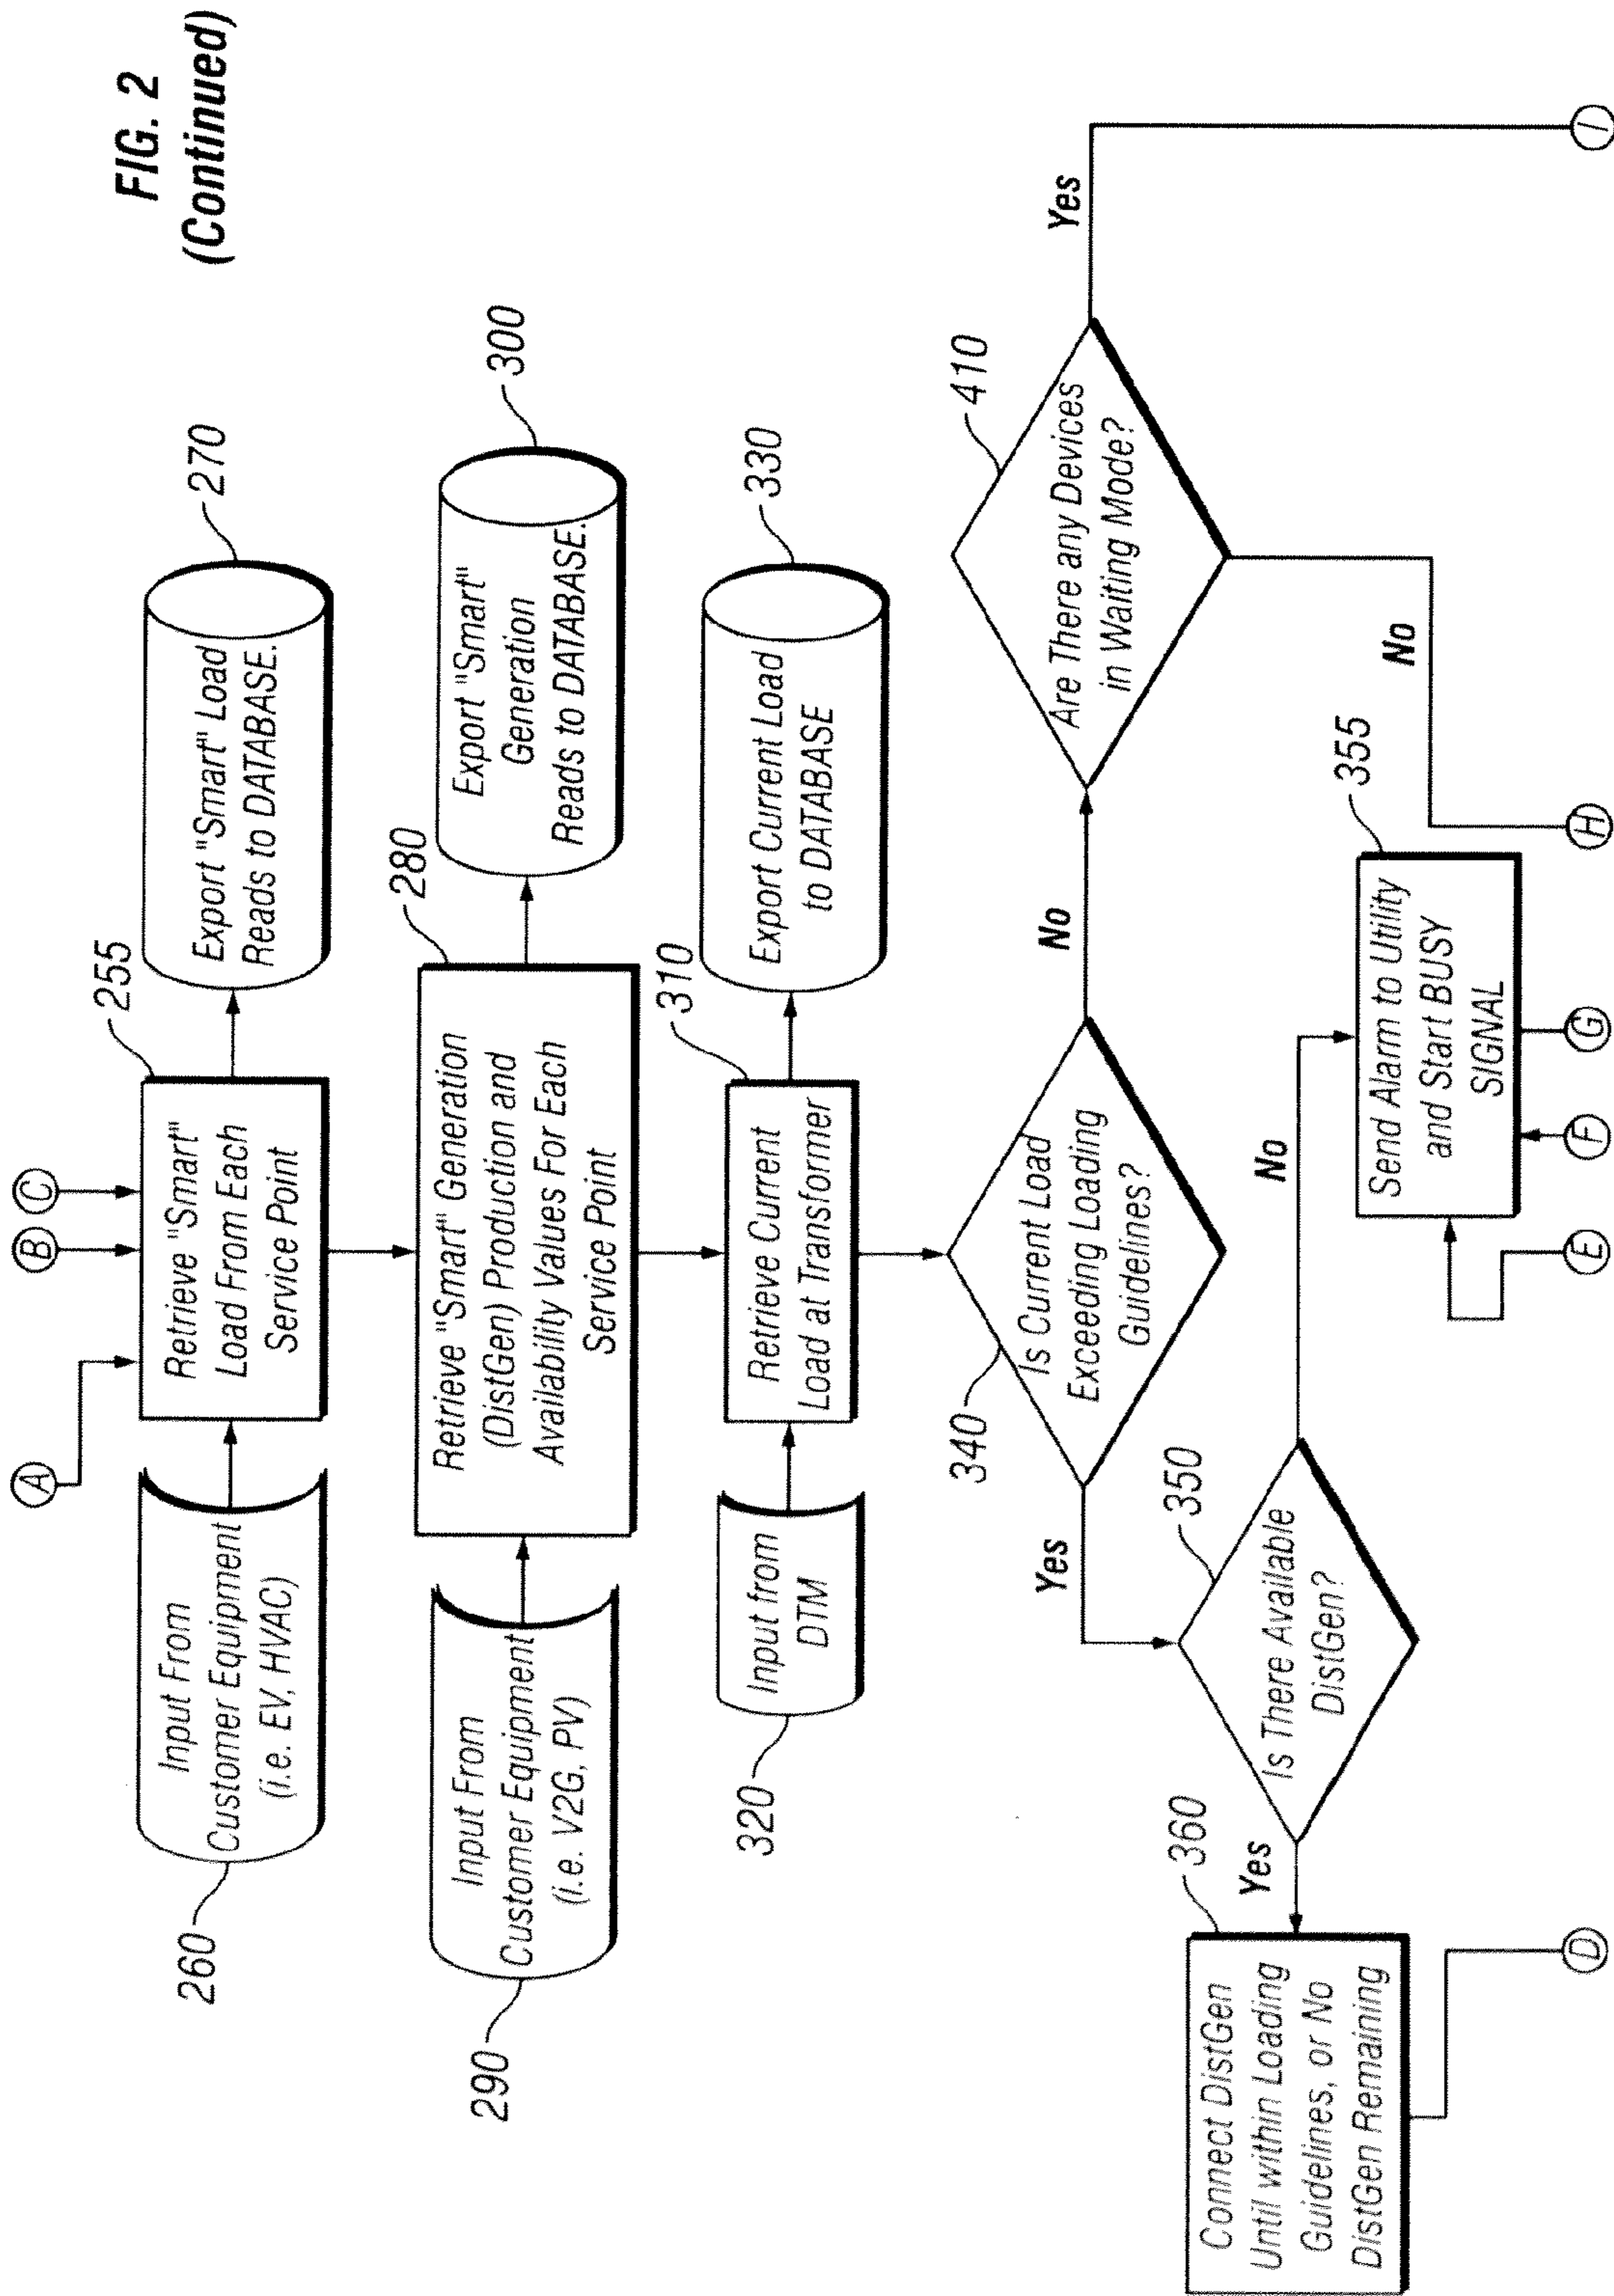 FIG. 2
(Continued)
A
B
C
255
Retrieve "Smart"
Load From Each
Service Point
260
Input From
Customer Equipment
(i.e. EV, HVAC)
270
Export "Smart" Load
Reads to DATABASE.
280
Retrieve "Smart" Generation
(DistGen) Production and
Availability Values For Each
Service Point
290
Input From
Customer Equipment
(i.e. V2G, PV)
300
Export "Smart"
Generation
Reads to DATABASE.
310
Retrieve Current
Load at Transformer
320
Input from
DTM
330
Export Current Load
to DATABASE
340
Is Current Load
Exceeding Loading
Guidelines?
Yes
No
410
Are There any Devices
in Waiting Mode?
Yes
No
350
Is There Available
DistGen?
Yes
No
360
Connect DistGen
Until within Loading
Guidelines, or No
DistGen Remaining
355
Send Alarm to Utility
and Start BUSY
SIGNAL
D
E
F
G
H
I